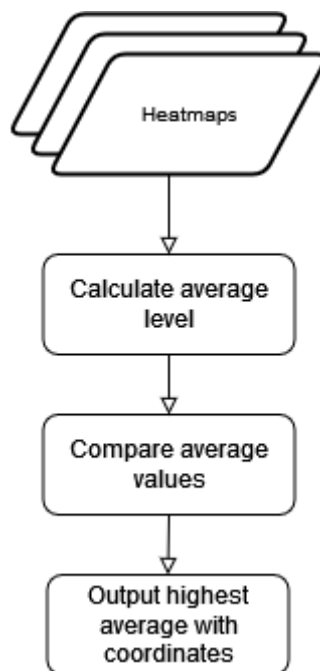 Heatmaps
Calculate average
level
Compare average
values
Output highest
average with
coordinates